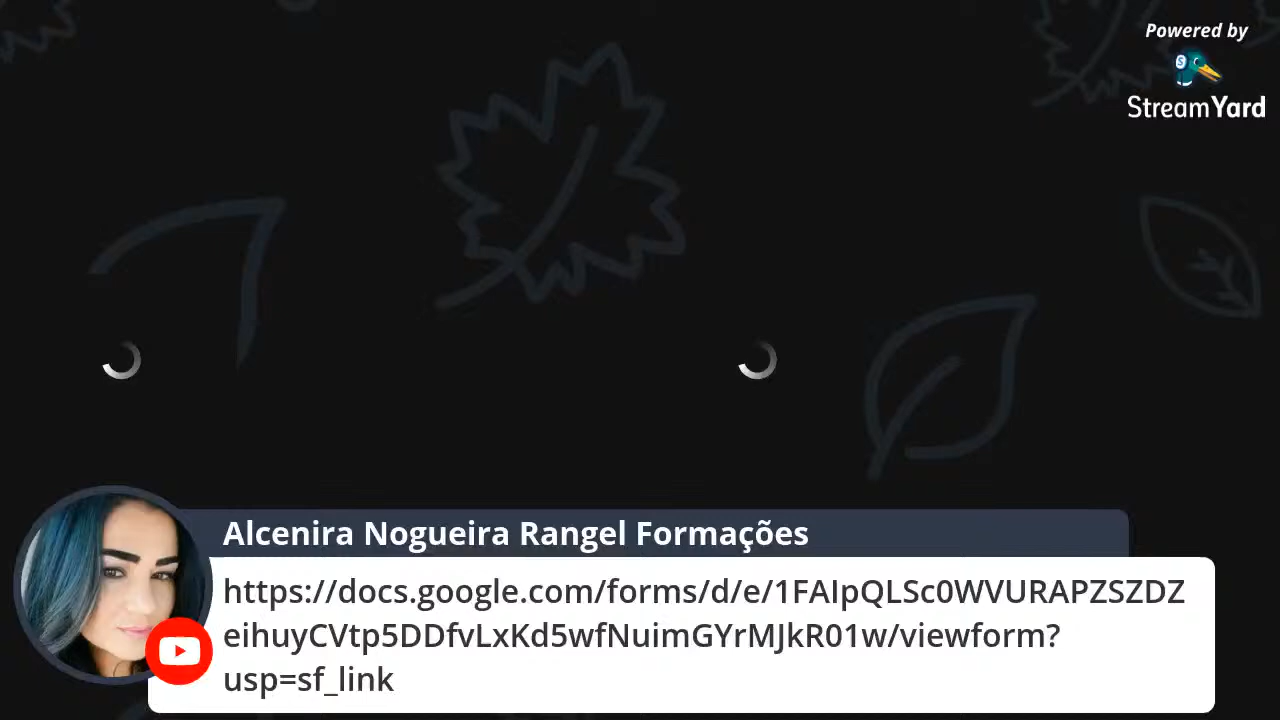 Powered by
StreamYard
Alcenira Nogueira Rangel Formações
https://docs.google.com/forms/d/e/1FAIpQLSc0WVURAPZSZDZ
eihuyCVtp5DDfvLxKd5wfNuimGYrMJkR01w/viewform?
usp=sf_link